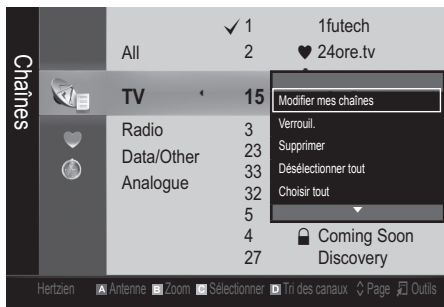 Chaînes
1 1futech
All 2 24ore.tv
TV 15
Radio 3
Data/Other 23
33
Analogue 32
5
4 Coming Soon
27 Discovery
Modifier mes chaînes
Verrouil.
Supprimer
Désélectionner tout
Choisir tout
Hertzien A Antenne B Zoom C Sélectionner D Tri des canaux Page Outils